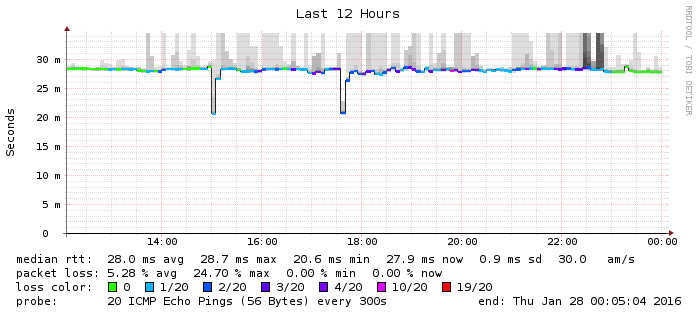 Last 12 Hours
RRDTOOL / TOBI OETIKER
Seconds
30 m
25 m
20 m
15 m
10 m
5 m
0
14:00 16:00 18:00 20:00 22:00 00:00
median rtt: 28.0 ms avg 28.7 ms max 20.6 ms min 27.9 ms now 0.9 ms sd 30.0 am/s
packet loss: 5.28 % avg 24.70 % max 0.00 % min 0.00 % now
loss color: 0 1/20 2/20 3/20 4/20 10/20 19/20
probe: 20 ICMP Echo Pings (56 Bytes) every 300s end: Thu Jan 28 00:05:04 2016